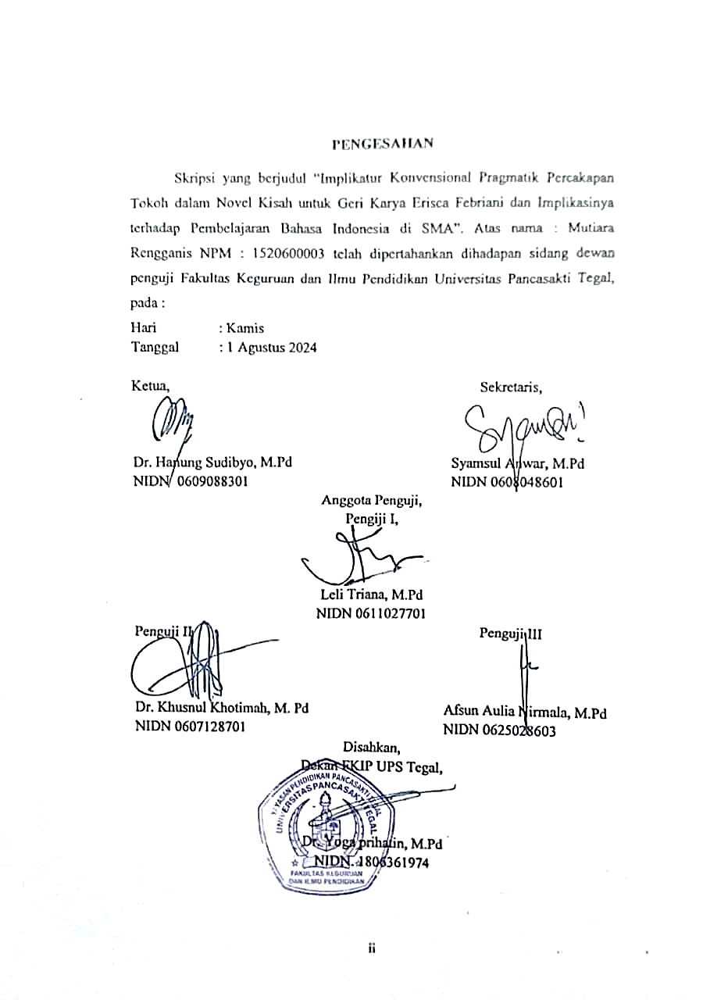 PENGESAHAN
Skripsi yang berjudul "Implikatur Konvensional Pragmatik Percakapan
Tokoh dalam Novel Kisah untuk Geri Karya Erisca Febriani dan Implikasinya
terhadap Pembelajaran Bahasa Indonesia di SMA". Atas nama : Mutiara
Rengganis NPM : 1520600003 telah dipertahankan dihadapan sidang dewan
penguji Fakultas Keguruan dan Ilmu Pendidikan Universitas Pancasakti Tegal,
pada :
Hari : Kamis
Tanggal : 1 Agustus 2024
Ketua,
Sekretaris,
Dr. Hanung Sudibyo, M.Pd
NIDN 0609088301
Syamsul Anwar, M.Pd
NIDN 0608048601
Anggota Penguji,
Pengiji I,
Leli Triana, M.Pd
NIDN 0611027701
Penguji II
Penguji III
Dr. Khusnul Khotimah, M. Pd
NIDN 0607128701
Afsun Aulia Nirmala, M.Pd
NIDN 0625028603
Disahkan,
Dekan FKIP UPS Tegal,
YAYASAN PENDIDIKAN PANCASAKTI TEGAL
UNIVERSITAS PANCASAKTI TEGAL
Dr. Yoga prihatin, M.Pd
NIDN. 1806361974
FAKULTAS KEGURUAN
DAN ILMU PENDIDIKAN
ii